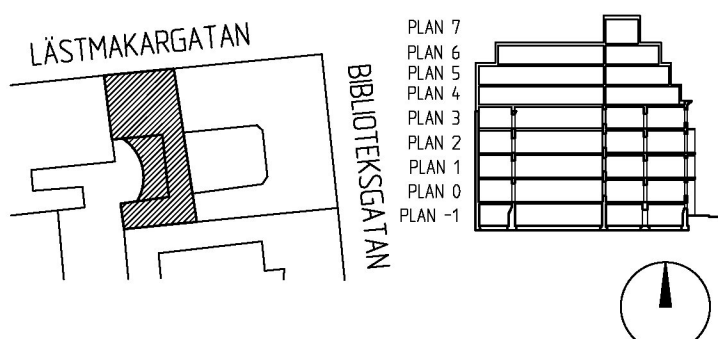 LÄSTMAKARGATAN
BIBLIOTEKSGATAN
PLAN 7
PLAN 6
PLAN 5
PLAN 4
PLAN 3
PLAN 2
PLAN 1
PLAN 0
PLAN -1